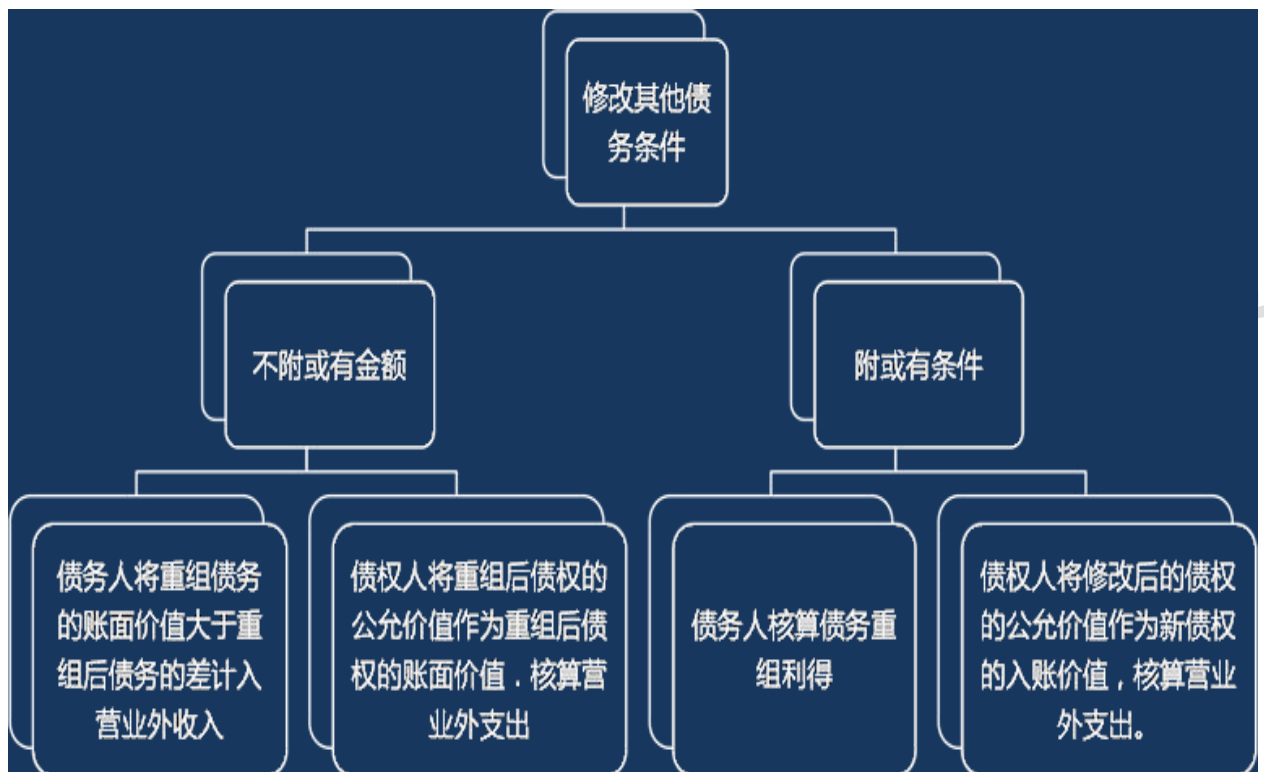 修改其他债
务条件
不附或有金额
附或有条件
债务人将重组债务
的账面价值大于重
组后债务的差计入
营业外收入
债权人将重组后债权的
公允价值作为重组后债
权的账面价值．核算营
业外支出
债务人核算债务重
组利得
债权人将修改后的债权
的公允价值作为新债权
的入账价值，核算营业
外支出。